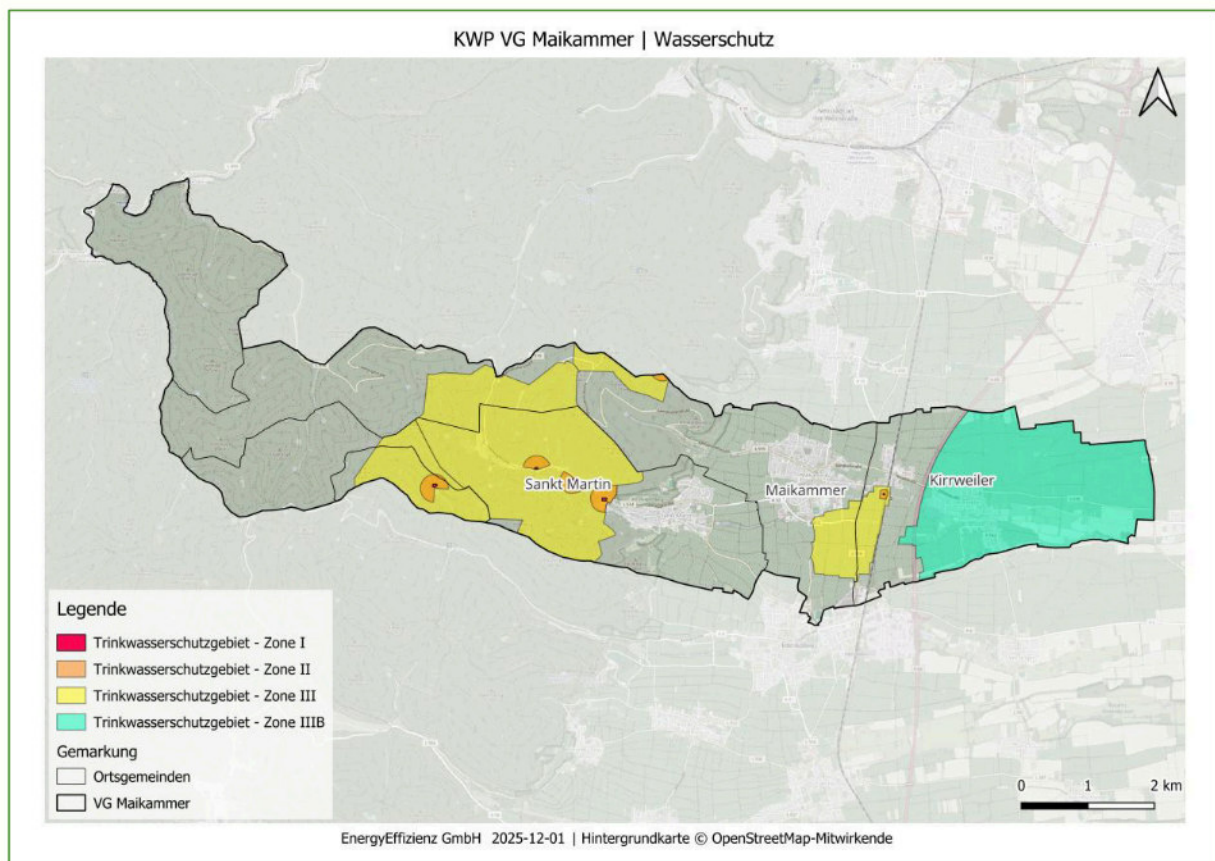 KWP VG Maikammer | Wasserschutz
Sankt Martin
Maikammer
Kirrweiler
Legende
Trinkwasserschutzgebiet - Zone I
Trinkwasserschutzgebiet - Zone II
Trinkwasserschutzgebiet - Zone III
Trinkwasserschutzgebiet - Zone IIIB
Gemarkung
Ortsgemeinden
VG Maikammer
0 1 2 km
EnergyEffizienz GmbH 2025-12-01 | Hintergrundkarte © OpenStreetMap-Mitwirkende